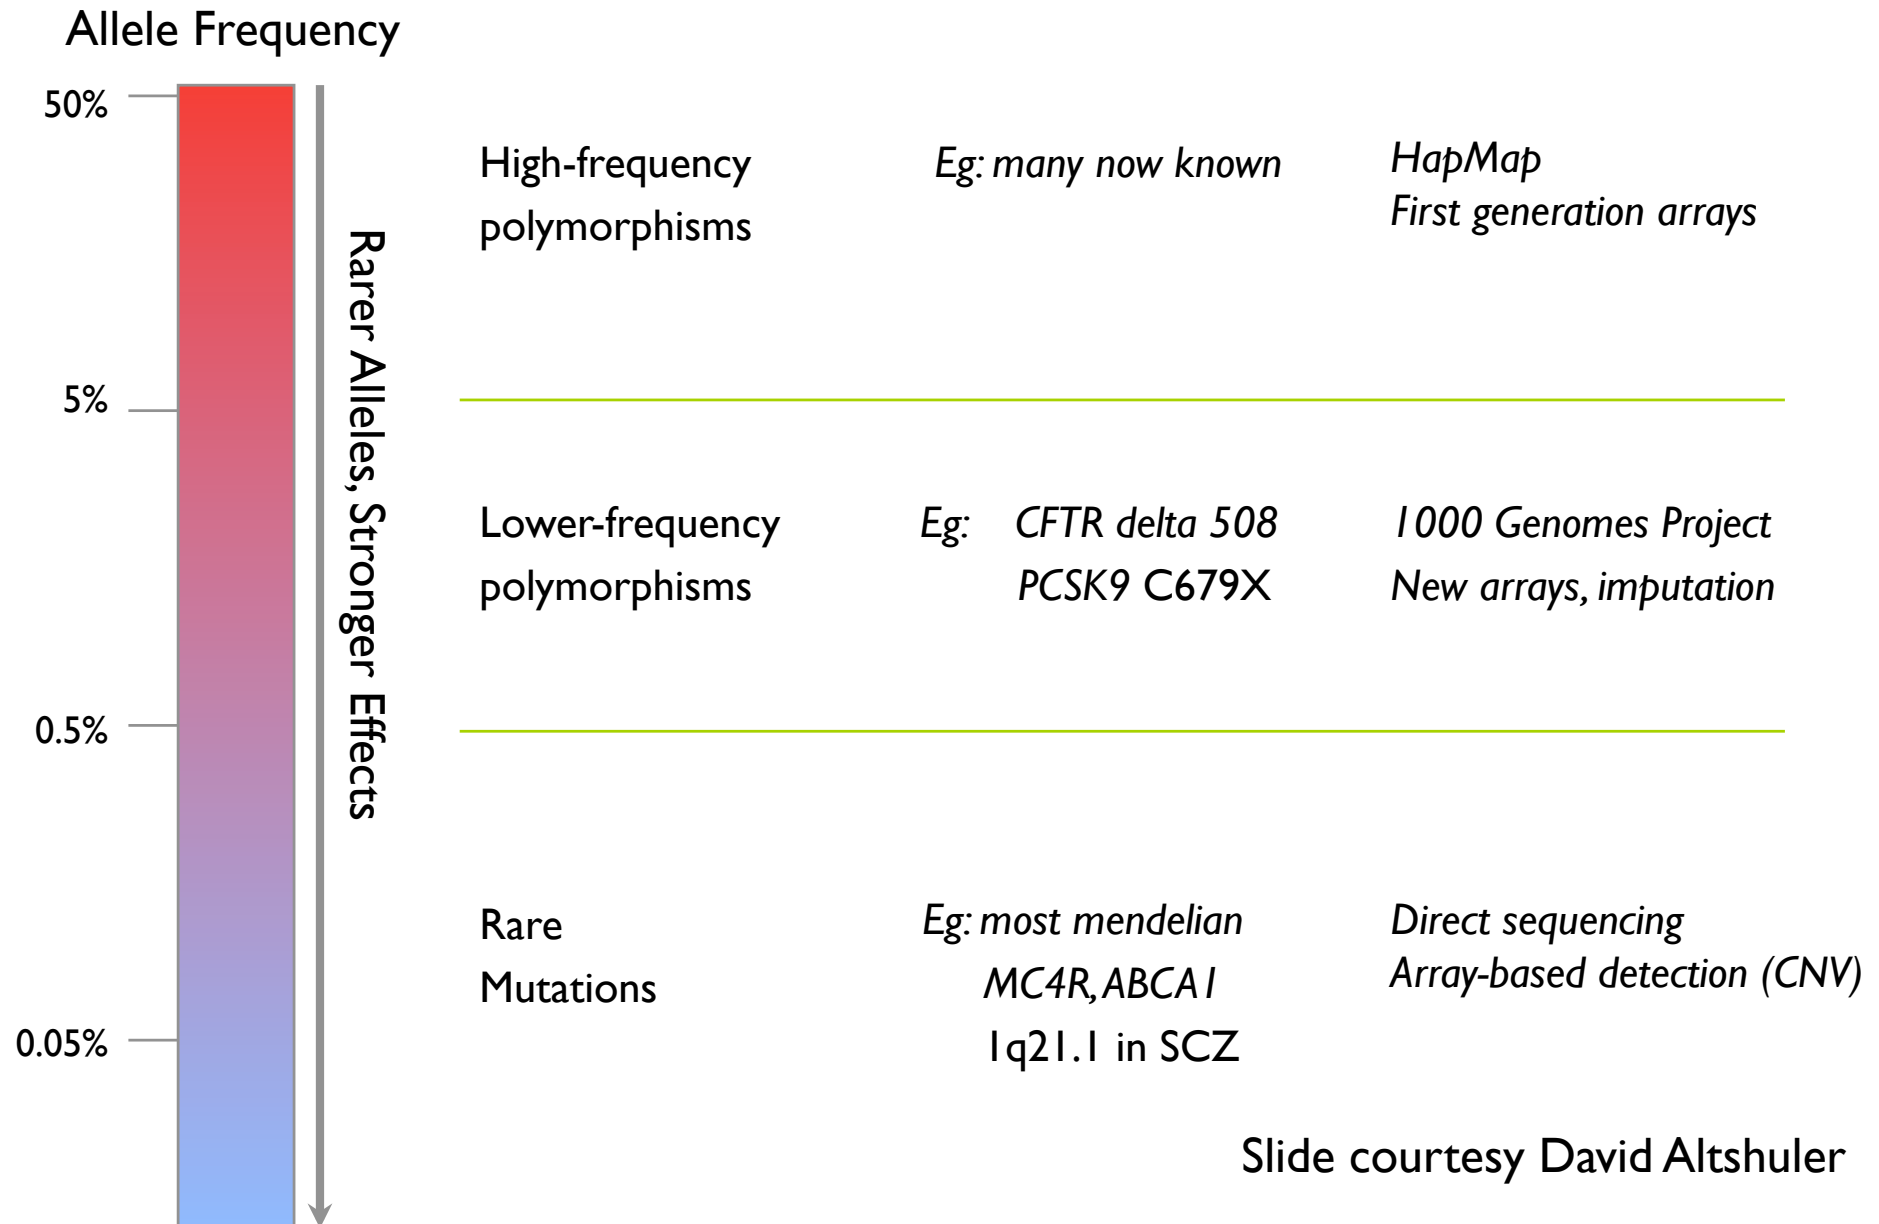 Allele Frequency
50%
High-frequency
polymorphisms
Eg: many now known
HapMap
First generation arrays
Rarer Alleles, Stronger Effects
5%
Lower-frequency
polymorphisms
Eg: CFTR delta 508
PCSK9 C679X
1000 Genomes Project
New arrays, imputation
0.5%
Rare
Mutations
Eg: most mendelian
MC4R, ABCA1
1q21.1 in SCZ
Direct sequencing
Array-based detection (CNV)
0.05%
Slide courtesy David Altshuler